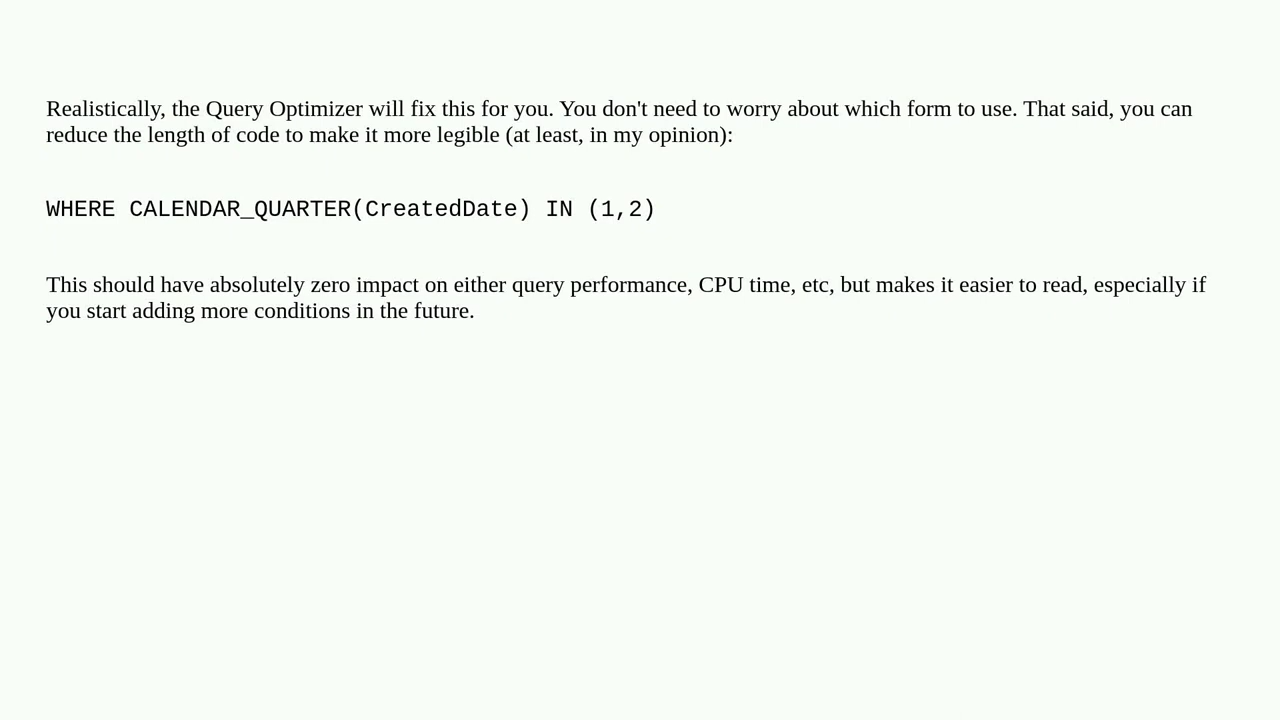 Realistically, the Query Optimizer will fix this for you. You don't need to worry about which form to use. That said, you can
reduce the length of code to make it more legible (at least, in my opinion):
WHERE CALENDAR_QUARTER(CreatedDate) IN (1,2)
This should have absolutely zero impact on either query performance, CPU time, etc, but makes it easier to read, especially if
you start adding more conditions in the future.